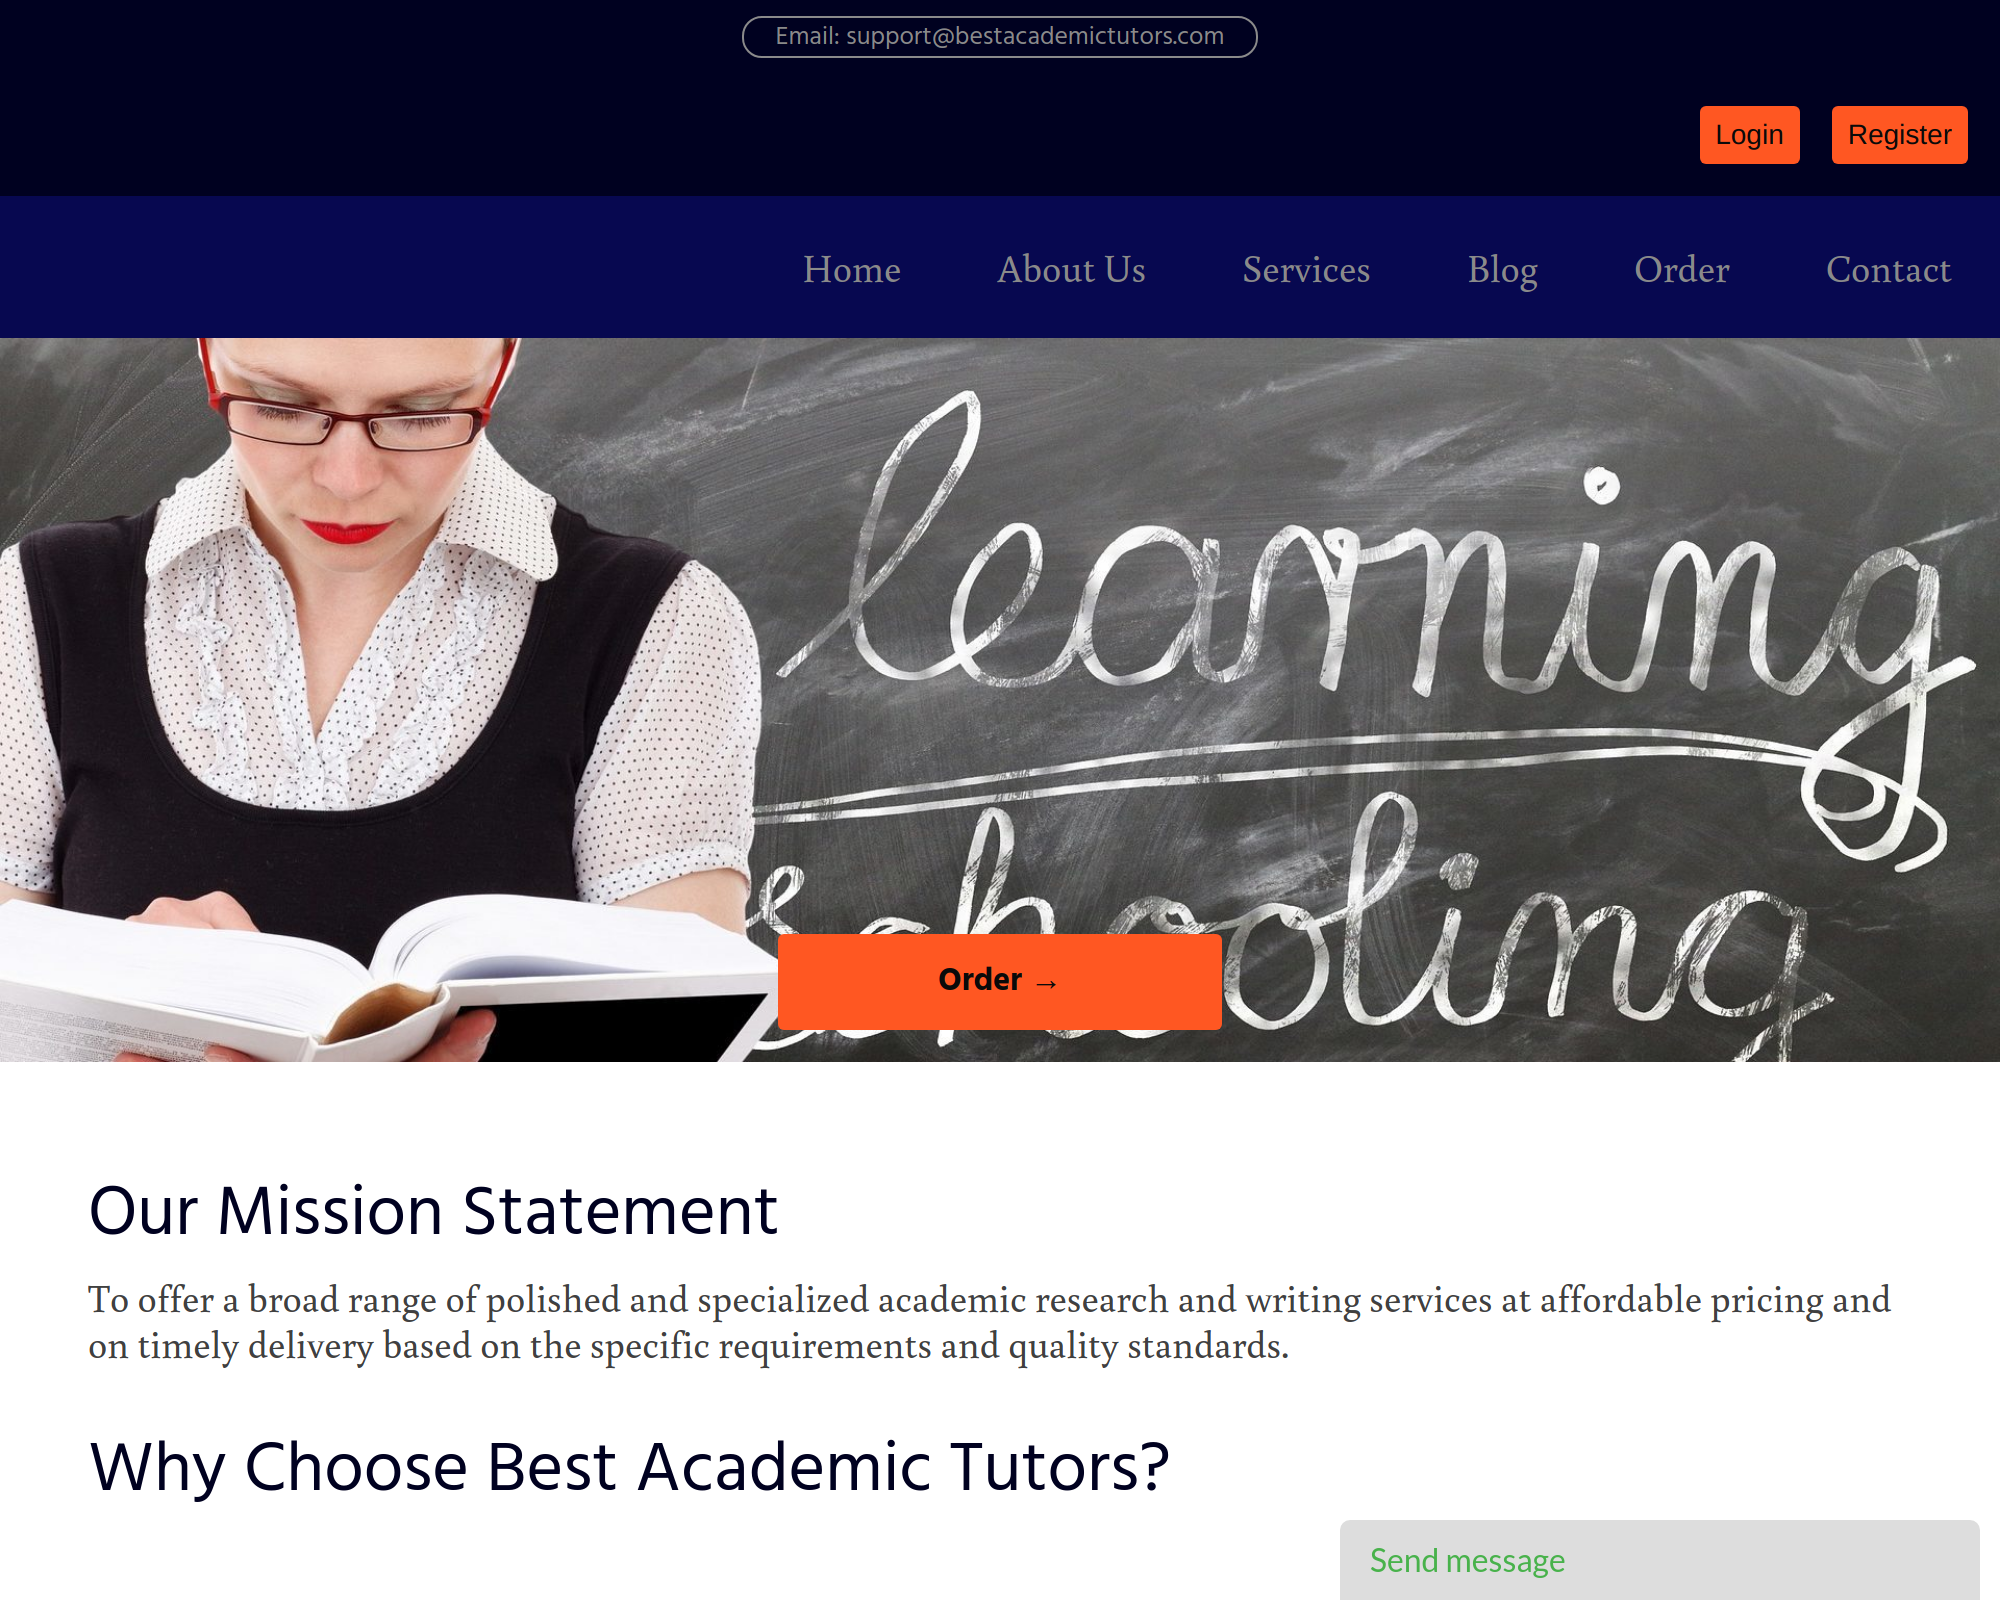 Email: support@bestacademictutors.com
Login Register
Home About Us Services Blog Order Contact
learning
schooling
Order →
Our Mission Statement
To offer a broad range of polished and specialized academic research and writing services at affordable pricing and
on timely delivery based on the specific requirements and quality standards.
Why Choose Best Academic Tutors?
Send message